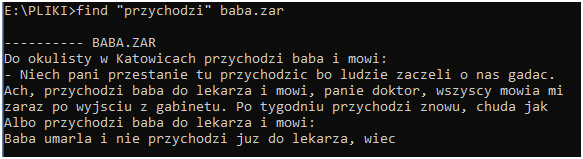 E:\PLIKI>find "przychodzi" baba.zar
---------- BABA.ZAR
Do okulisty w Katowicach przychodzi baba i mowi:
- Niech pani przestanie tu przychodzic bo ludzie zaczeli o nas gadac.
Ach, przychodzi baba do lekarza i mowi, panie doktor, wszyscy mowia mi
zaraz po wyjsciu z gabinetu. Po tygodniu przychodzi znowu, chuda jak
Albo przychodzi baba do lekarza i mowi:
Baba umarla i nie przychodzi juz do lekarza, wiec